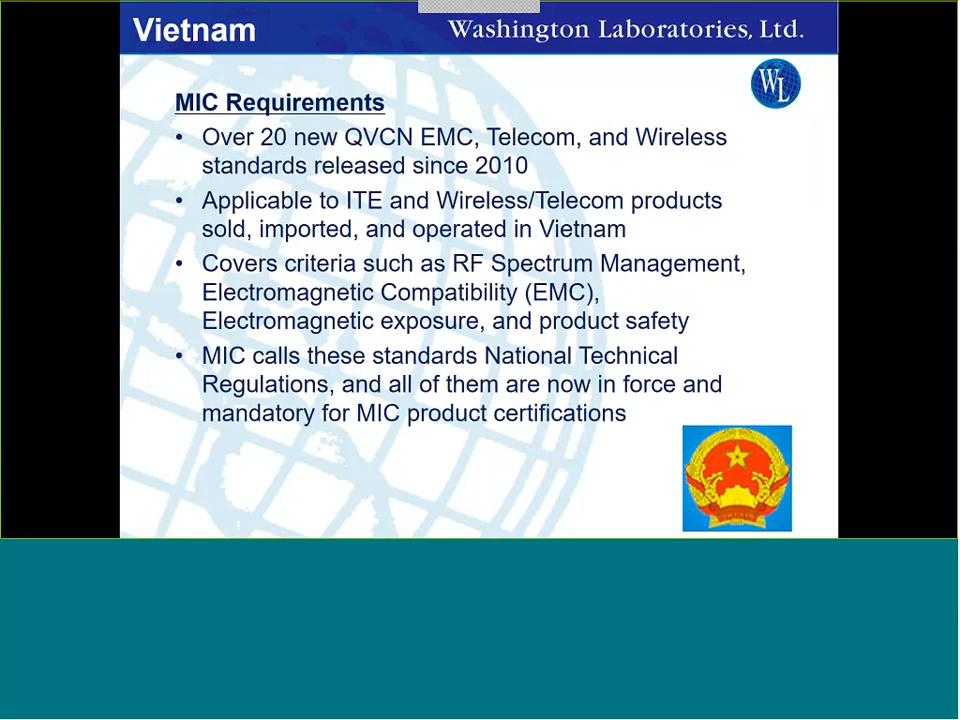 Vietnam
Washington Laboratories, Ltd.
WL
MIC Requirements
• Over 20 new QVCN EMC, Telecom, and Wireless
standards released since 2010
• Applicable to ITE and Wireless/Telecom products
sold, imported, and operated in Vietnam
• Covers criteria such as RF Spectrum Management,
Electromagnetic Compatibility (EMC),
Electromagnetic exposure, and product safety
• MIC calls these standards National Technical
Regulations, and all of them are now in force and
mandatory for MIC product certifications